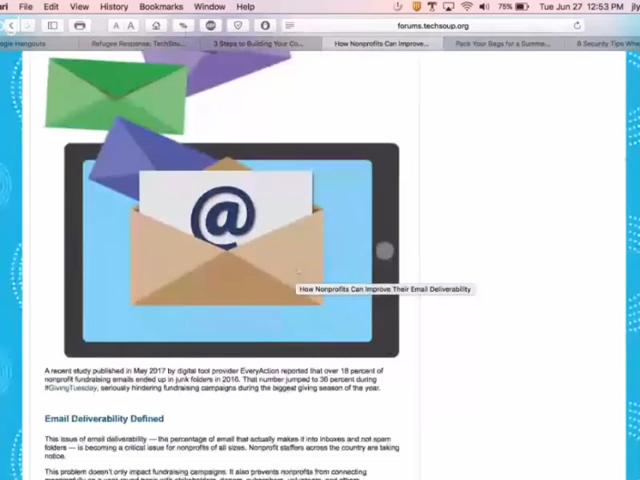 ari File Edit View History Bookmarks Window Help 75% Tue Jun 27 12:53 PM jly
A A forums.techsoup.org
ogle Hangouts Refugee Response: TechSou... 3 Steps to Building Your Co... How Nonprofits Can Improve... Pack Your Bags for a Summe... 8 Security Tips Whe
@
How Nonprofits Can Improve Their Email Deliverability
A recent study published in May 2017 by digital tool provider EveryAction reported that over 18 percent of
nonprofit fundraising emails ended up in junk folders in 2016. That number jumped to 36 percent during
#GivingTuesday, seriously hindering fundraising campaigns during the biggest giving season of the year.
Email Deliverability Defined
This issue of email deliverability — the percentage of email that actually makes it into inboxes and not spam
folders — is becoming a critical issue for nonprofits of all sizes. Nonprofit staffers across the country are taking
notice.
This problem doesn't only impact fundraising campaigns. It also prevents nonprofits from connecting